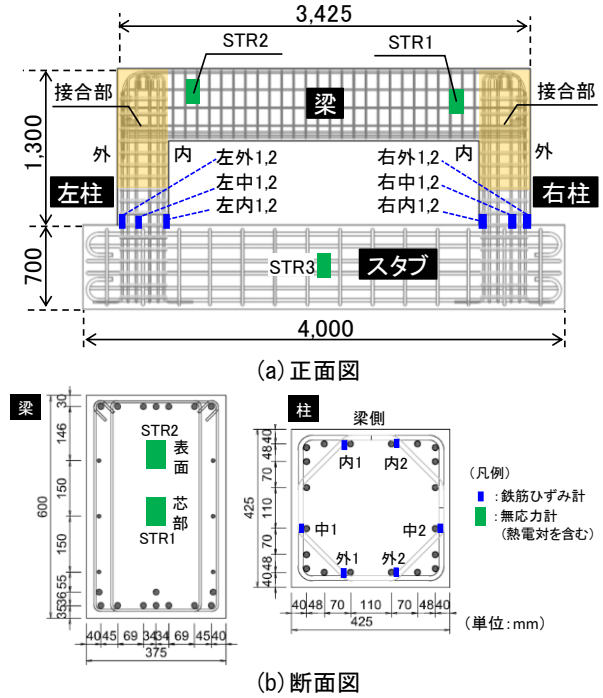 3,425
STR2
STR1
接合部
梁
接合部
1,300
外
内
内
外
左柱
左外1,2
左中1,2
左内1,2
右外1,2
右中1,2
右内1,2
右柱
700
STR3
スタブ
4,000
(a)正面図
梁
30
146
150
150
55
36
35
600
STR2
表面
芯部
STR1
40 45 69 34 34 69 45 40
375
柱
梁側
40
48
70
110
70
48
40
425
内1
内2
中1
中2
外1
外2
40 48 70 110 70 48 40
425
(凡例)
:鉄筋ひずみ計
:無応力計
(熱電対を含む)
(単位:mm)
(b)断面図